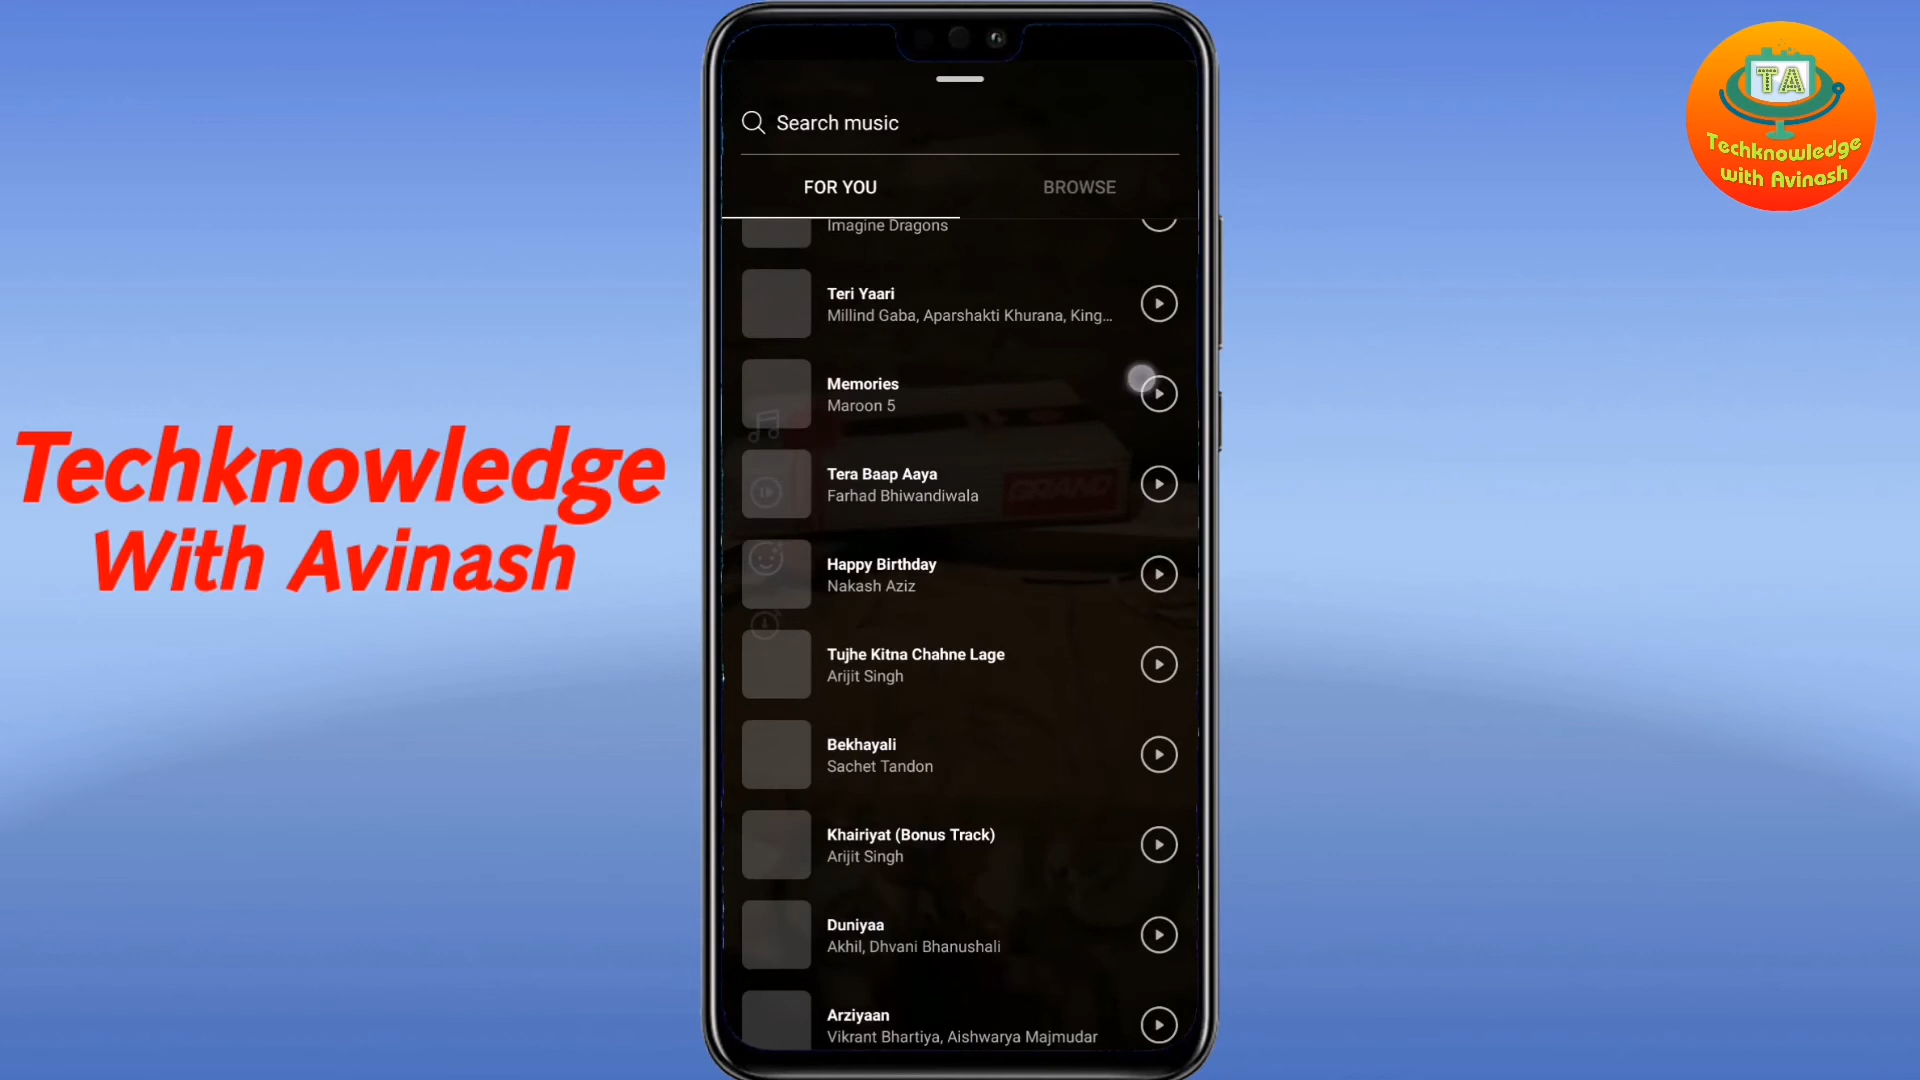 Search music
FOR YOU
BROWSE
Imagine Dragons
Teri Yaari
Millind Gaba, Aparshakti Khurana, King...
Memories
Maroon 5
Tera Baap Aaya
Farhad Bhiwandiwala
GRAND
Happy Birthday
Nakash Aziz
Tujhe Kitna Chahne Lage
Arijit Singh
Bekhayali
Sachet Tandon
Khairiyat (Bonus Track)
Arijit Singh
Duniyaa
Akhil, Dhvani Bhanushali
Arziyaan
Vikrant Bhartiya, Aishwarya Majmudar
Techknowledge
With Avinash
TA
Techknowledge
with Avinash